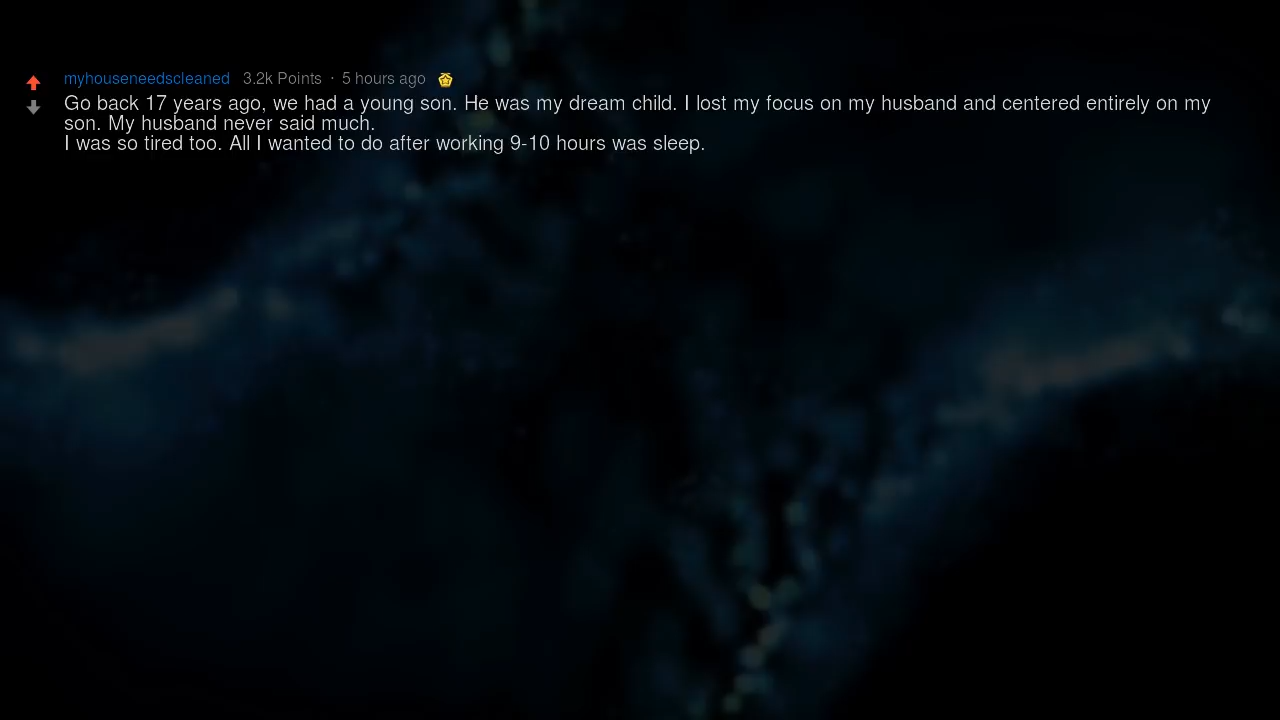 myhouseneedscleaned 3.2k Points · 5 hours ago
Go back 17 years ago, we had a young son. He was my dream child. I lost my focus on my husband and centered entirely on my
son. My husband never said much.
I was so tired too. All I wanted to do after working 9-10 hours was sleep.